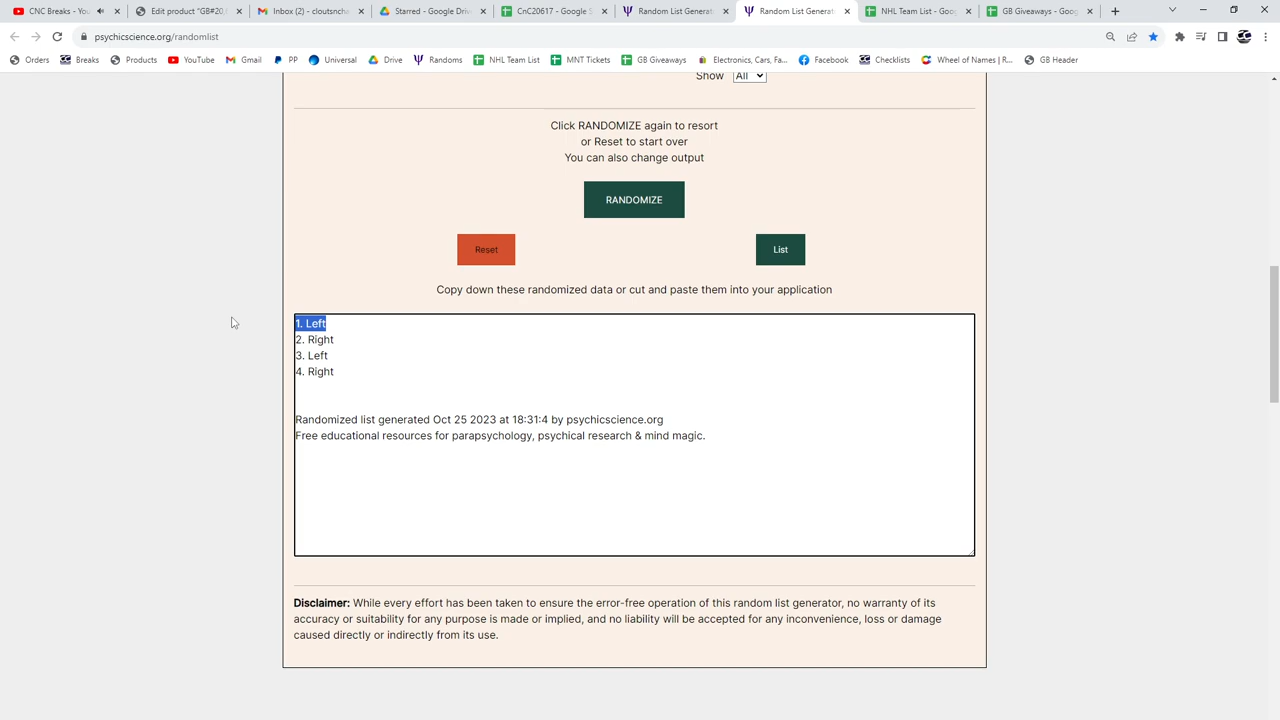 CNC Breaks - You
Edit product "GB#20
Inbox (2) - cloutsnch
Starred - Google Driv
CnC20617 - Google S
Random List Generat
Random List Generat
NHL Team List - Goog
GB Giveaways - Goog
psychicscience.org/randomlist
Orders
Breaks
Products
YouTube
Gmail
PP
Universal
Drive
Randoms
NHL Team List
MNT Tickets
GB Giveaways
Electronics, Cars, Fa...
Facebook
Checklists
Wheel of Names | R...
GB Header
Show All
Click RANDOMIZE again to resort
or Reset to start over
You can also change output
RANDOMIZE
Reset
List
Copy down these randomized data or cut and paste them into your application
1. Left
2. Right
3. Left
4. Right
Randomized list generated Oct 25 2023 at 18:31:4 by psychicscience.org
Free educational resources for parapsychology, psychical research & mind magic.
Disclaimer: While every effort has been taken to ensure the error-free operation of this random list generator, no warranty of its
accuracy or suitability for any purpose is made or implied, and no liability will be accepted for any inconvenience, loss or damage
caused directly or indirectly from its use.